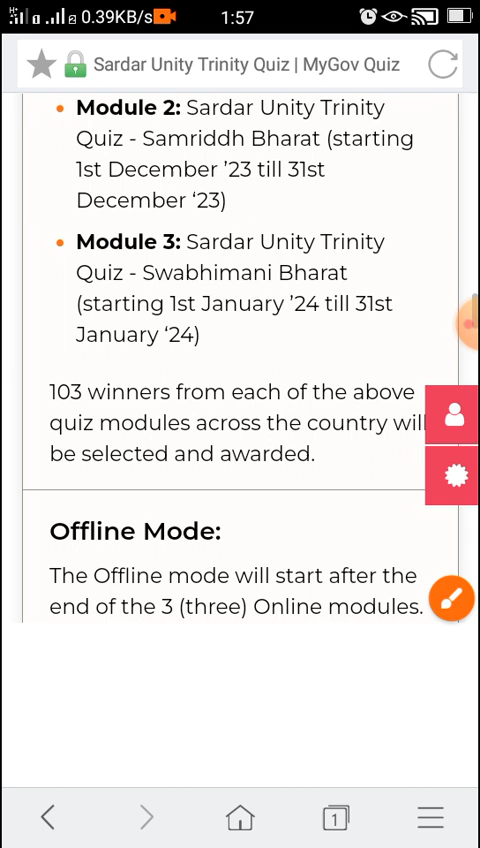 0.39KB/s
1:57
Sardar Unity Trinity Quiz | MyGov Quiz
Module 2: Sardar Unity Trinity
Quiz - Samriddh Bharat (starting
1st December ’23 till 31st
December ‘23)
Module 3: Sardar Unity Trinity
Quiz - Swabhimani Bharat
(starting 1st January ’24 till 31st
January ‘24)
103 winners from each of the above
quiz modules across the country will
be selected and awarded.
Offline Mode:
The Offline mode will start after the
end of the 3 (three) Online modules.
1